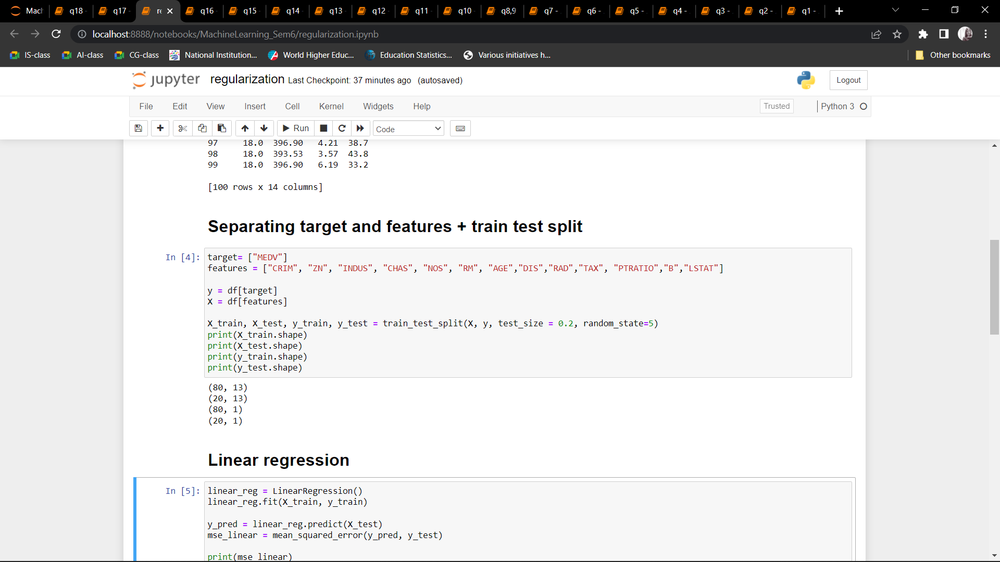 Mach q18 - q17 - re q16 q15 - q14 - q13 - q12 - q11 - q10 - q8,9 q7 - q6 - q5 - q4 - q3 - q2 - q1 -
localhost:8888/notebooks/MachineLearning_Sem6/regularization.ipynb
IS-class AI-class CG-class National Institution... World Higher Educ... Education Statistics... Various initiatives h... Other bookmarks
jupyter regularization Last Checkpoint: 37 minutes ago (autosaved) Logout
File Edit View Insert Cell Kernel Widgets Help Trusted Python 3
Run Code
97 18.0 396.90 4.21 38.7
98 18.0 393.53 3.57 43.8
99 18.0 396.90 6.19 33.2
[100 rows x 14 columns]
Separating target and features + train test split
In [4]: target= ["MEDV"]
features = ["CRIM", "ZN", "INDUS", "CHAS", "NOS", "RM", "AGE","DIS","RAD","TAX", "PTRATIO","B","LSTAT"]
y = df[target]
X = df[features]
X_train, X_test, y_train, y_test = train_test_split(X, y, test_size = 0.2, random_state=5)
print(X_train.shape)
print(X_test.shape)
print(y_train.shape)
print(y_test.shape)
(80, 13)
(20, 13)
(80, 1)
(20, 1)
Linear regression
In [5]: linear_reg = LinearRegression()
linear_reg.fit(X_train, y_train)
y_pred = linear_reg.predict(X_test)
mse_linear = mean_squared_error(y_pred, y_test)
print(mse_linear)